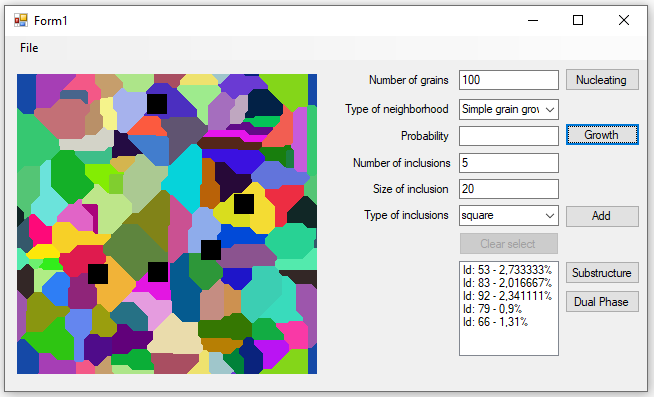 Form1
File
Number of grains 100 Nucleating
Type of neighborhood Simple grain grov
Probability Growth
Number of inclusions 5
Size of inclusion 20
Type of inclusions square Add
Clear select
Id: 53 - 2,733333%
Id: 83 - 2,016667%
Id: 92 - 2,341111%
Id: 79 - 0,9%
Id: 66 - 1,31%
Substructure
Dual Phase